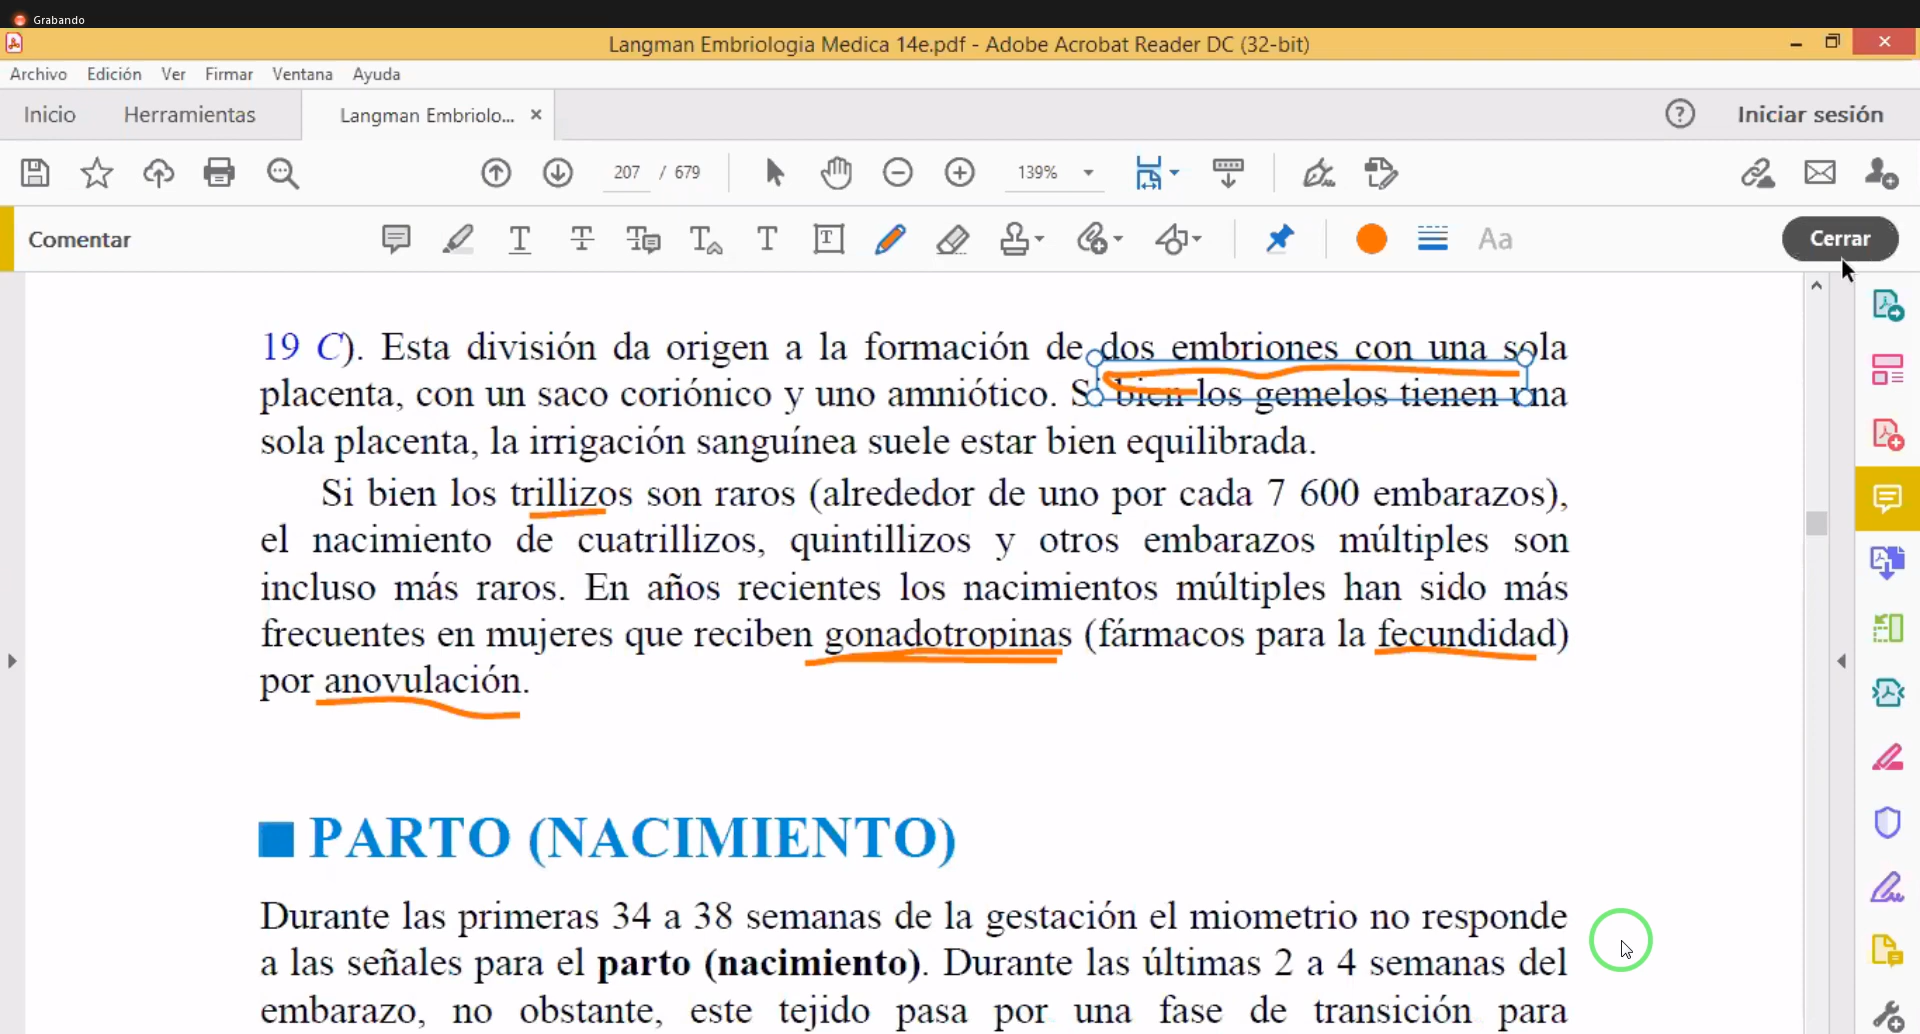 Grabando
Langman Embriologia Medica 14e.pdf - Adobe Acrobat Reader DC (32-bit)
Archivo Edición Ver Firmar Ventana Ayuda
Inicio Herramientas Langman Embriolo... Iniciar sesión
207 / 679 139%
Comentar Aa Cerrar
19 C). Esta división da origen a la formación de dos embriones con una sola
placenta, con un saco coriónico y uno amniótico. Si bien los gemelos tienen una
sola placenta, la irrigación sanguínea suele estar bien equilibrada.
Si bien los trillizos son raros (alrededor de uno por cada 7 600 embarazos),
el nacimiento de cuatrillizos, quintillizos y otros embarazos múltiples son
incluso más raros. En años recientes los nacimientos múltiples han sido más
frecuentes en mujeres que reciben gonadotropinas (fármacos para la fecundidad)
por anovulación.
PARTO (NACIMIENTO)
Durante las primeras 34 a 38 semanas de la gestación el miometrio no responde
a las señales para el parto (nacimiento). Durante las últimas 2 a 4 semanas del
embarazo, no obstante, este tejido pasa por una fase de transición para